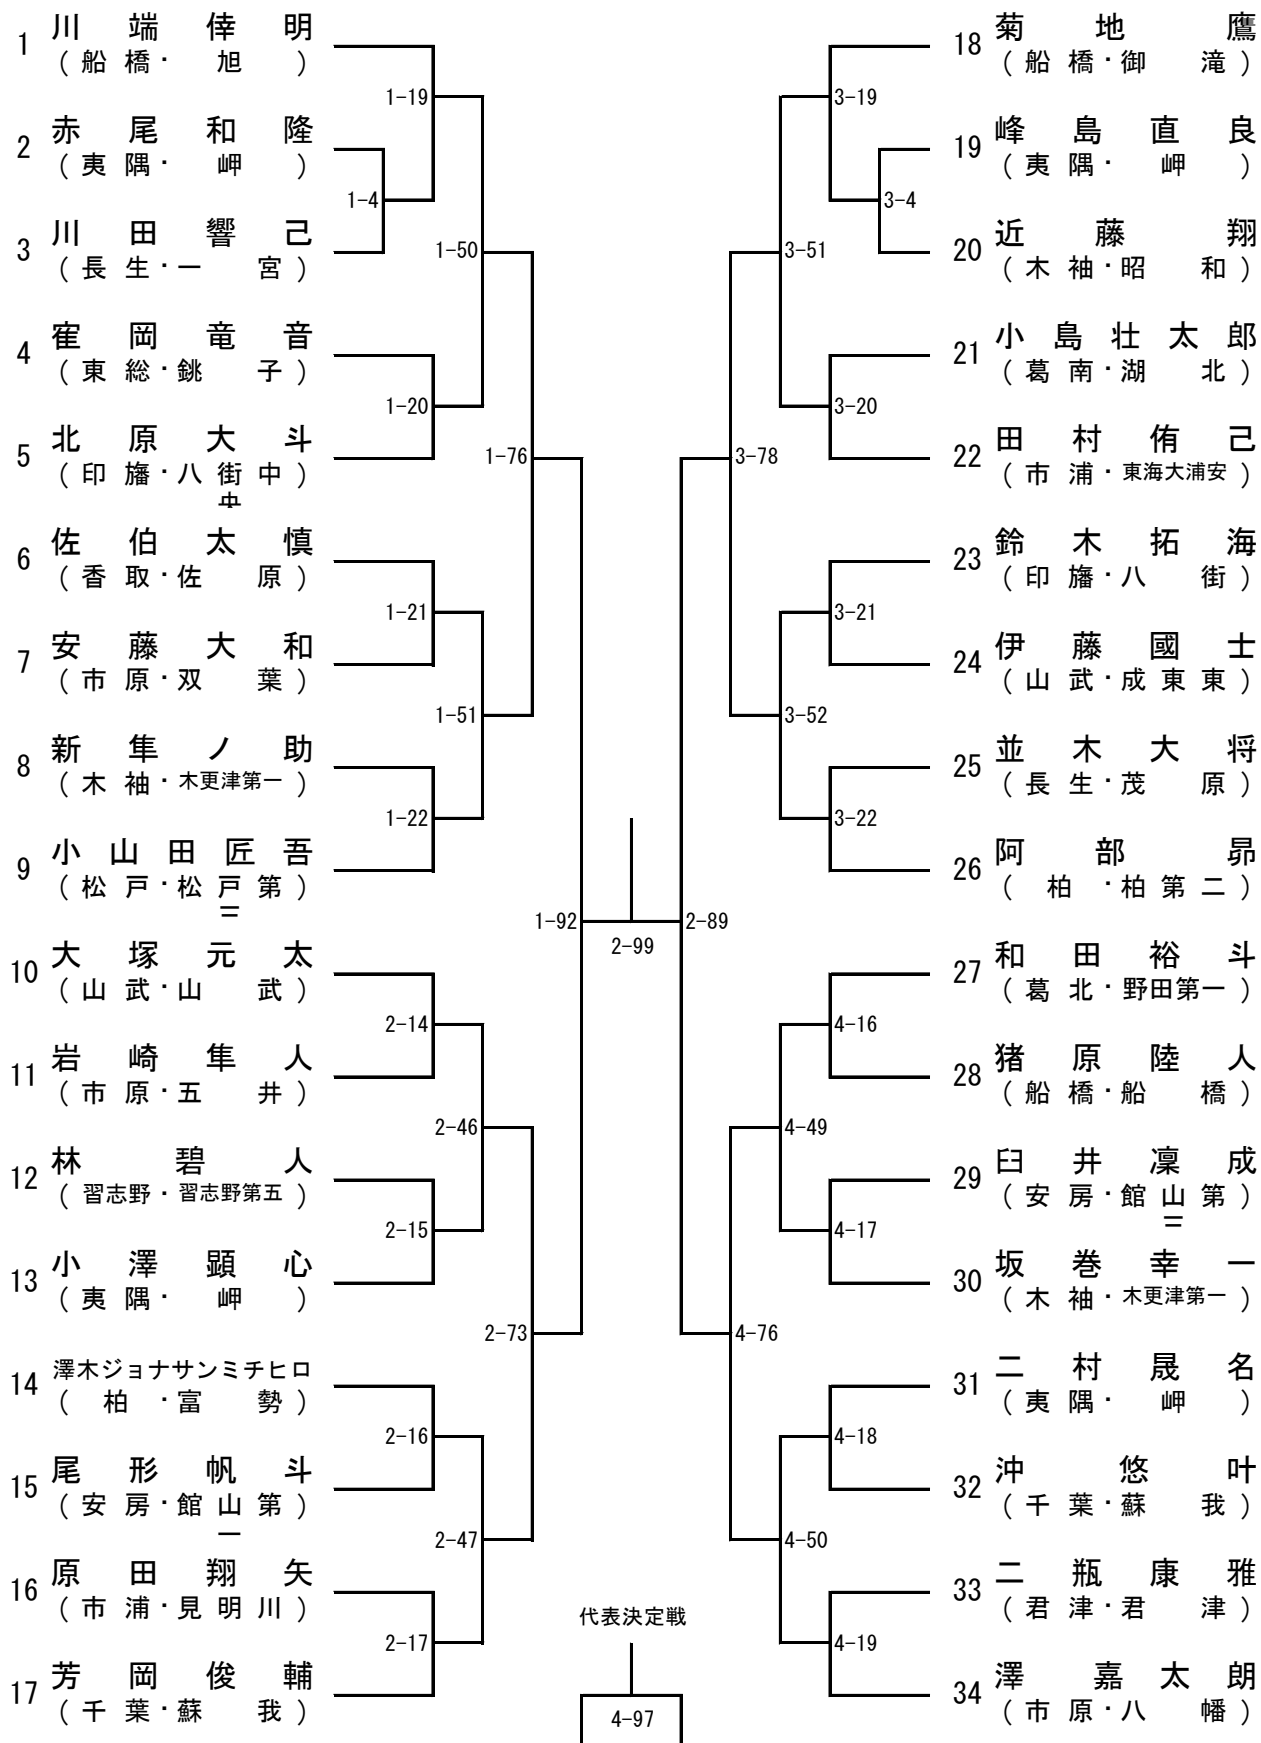 1 川端倖明
(船橋・旭)
1-19
2 赤尾和隆
(夷隅・岬)
1-4
3 川田響己
(長生・一宮)
1-50
4 寉岡竜音
(東総・銚子)
1-20
5 北原大斗
(印旛・八街中央)
1-76
6 佐伯太慎
(香取・佐原)
1-21
7 安藤大和
(市原・双葉)
1-51
8 新隼ノ助
(木袖・木更津第一)
1-22
9 小山田匠吾
(松戸・松戸第二)
1-92
10 大塚元太
(山武・山武)
2-14
11 岩崎隼人
(市原・五井)
2-46
12 林碧人
(習志野・習志野第五)
2-15
13 小澤顕心
(夷隅・岬)
2-73
14 澤木ジョナサンミチヒロ
(柏・富勢)
2-16
15 尾形帆斗
(安房・館山第一)
2-47
16 原田翔矢
(市浦・見明川)
2-17
17 芳岡俊輔
(千葉・蘇我)
2-99
代表決定戦
4-97
18 菊地鷹
(船橋・御滝)
3-19
19 峰島直良
(夷隅・岬)
3-4
20 近藤翔
(木袖・昭和)
3-51
21 小島壮太郎
(葛南・湖北)
3-20
22 田村侑己
(市浦・東海大浦安)
3-78
23 鈴木拓海
(印旛・八街)
3-21
24 伊藤國士
(山武・成東東)
3-52
25 並木大将
(長生・茂原)
3-22
26 阿部昴
(柏・柏第二)
2-89
27 和田裕斗
(葛北・野田第一)
4-16
28 猪原陸人
(船橋・船橋)
4-49
29 臼井凜成
(安房・館山第二)
4-17
30 坂巻幸一
(木袖・木更津第一)
4-76
31 二村晟名
(夷隅・岬)
4-18
32 沖悠叶
(千葉・蘇我)
4-50
33 二瓶康雅
(君津・君津)
4-19
34 澤嘉太朗
(市原・八幡)